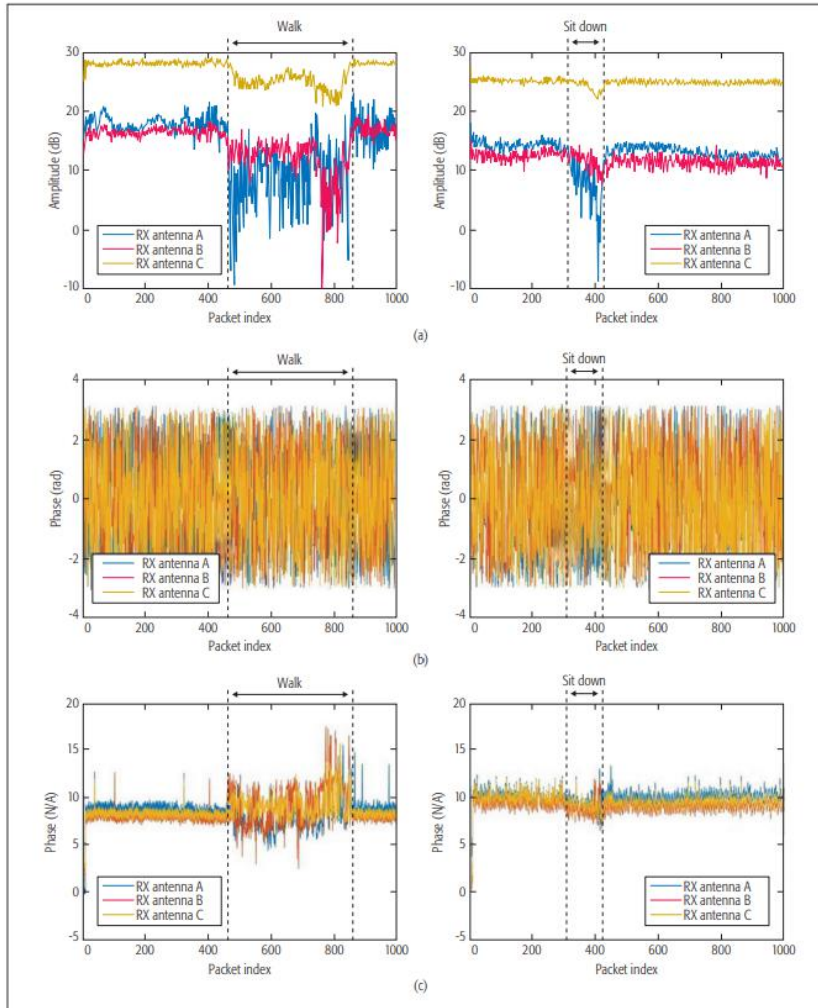 Walk
Sit down
30
20
10
0
-10
Amplitude (dB)
RX antenna A
RX antenna B
RX antenna C
0 200 400 600 800 1000
Packet index
30
20
10
0
-10
Amplitude (dB)
RX antenna A
RX antenna B
RX antenna C
0 200 400 600 800 1000
Packet index
(a)
Walk
Sit down
4
2
0
-2
-4
Phase (rad)
RX antenna A
RX antenna B
RX antenna C
0 200 400 600 800 1000
Packet index
4
2
0
-2
-4
Phase (rad)
RX antenna A
RX antenna B
RX antenna C
0 200 400 600 800 1000
Packet index
(b)
Walk
Sit down
20
15
10
5
0
-5
Phase (N/A)
RX antenna A
RX antenna B
RX antenna C
0 200 400 600 800 1000
Packet index
20
15
10
5
0
-5
Phase (N/A)
RX antenna A
RX antenna B
RX antenna C
0 200 400 600 800 1000
Packet index
(c)